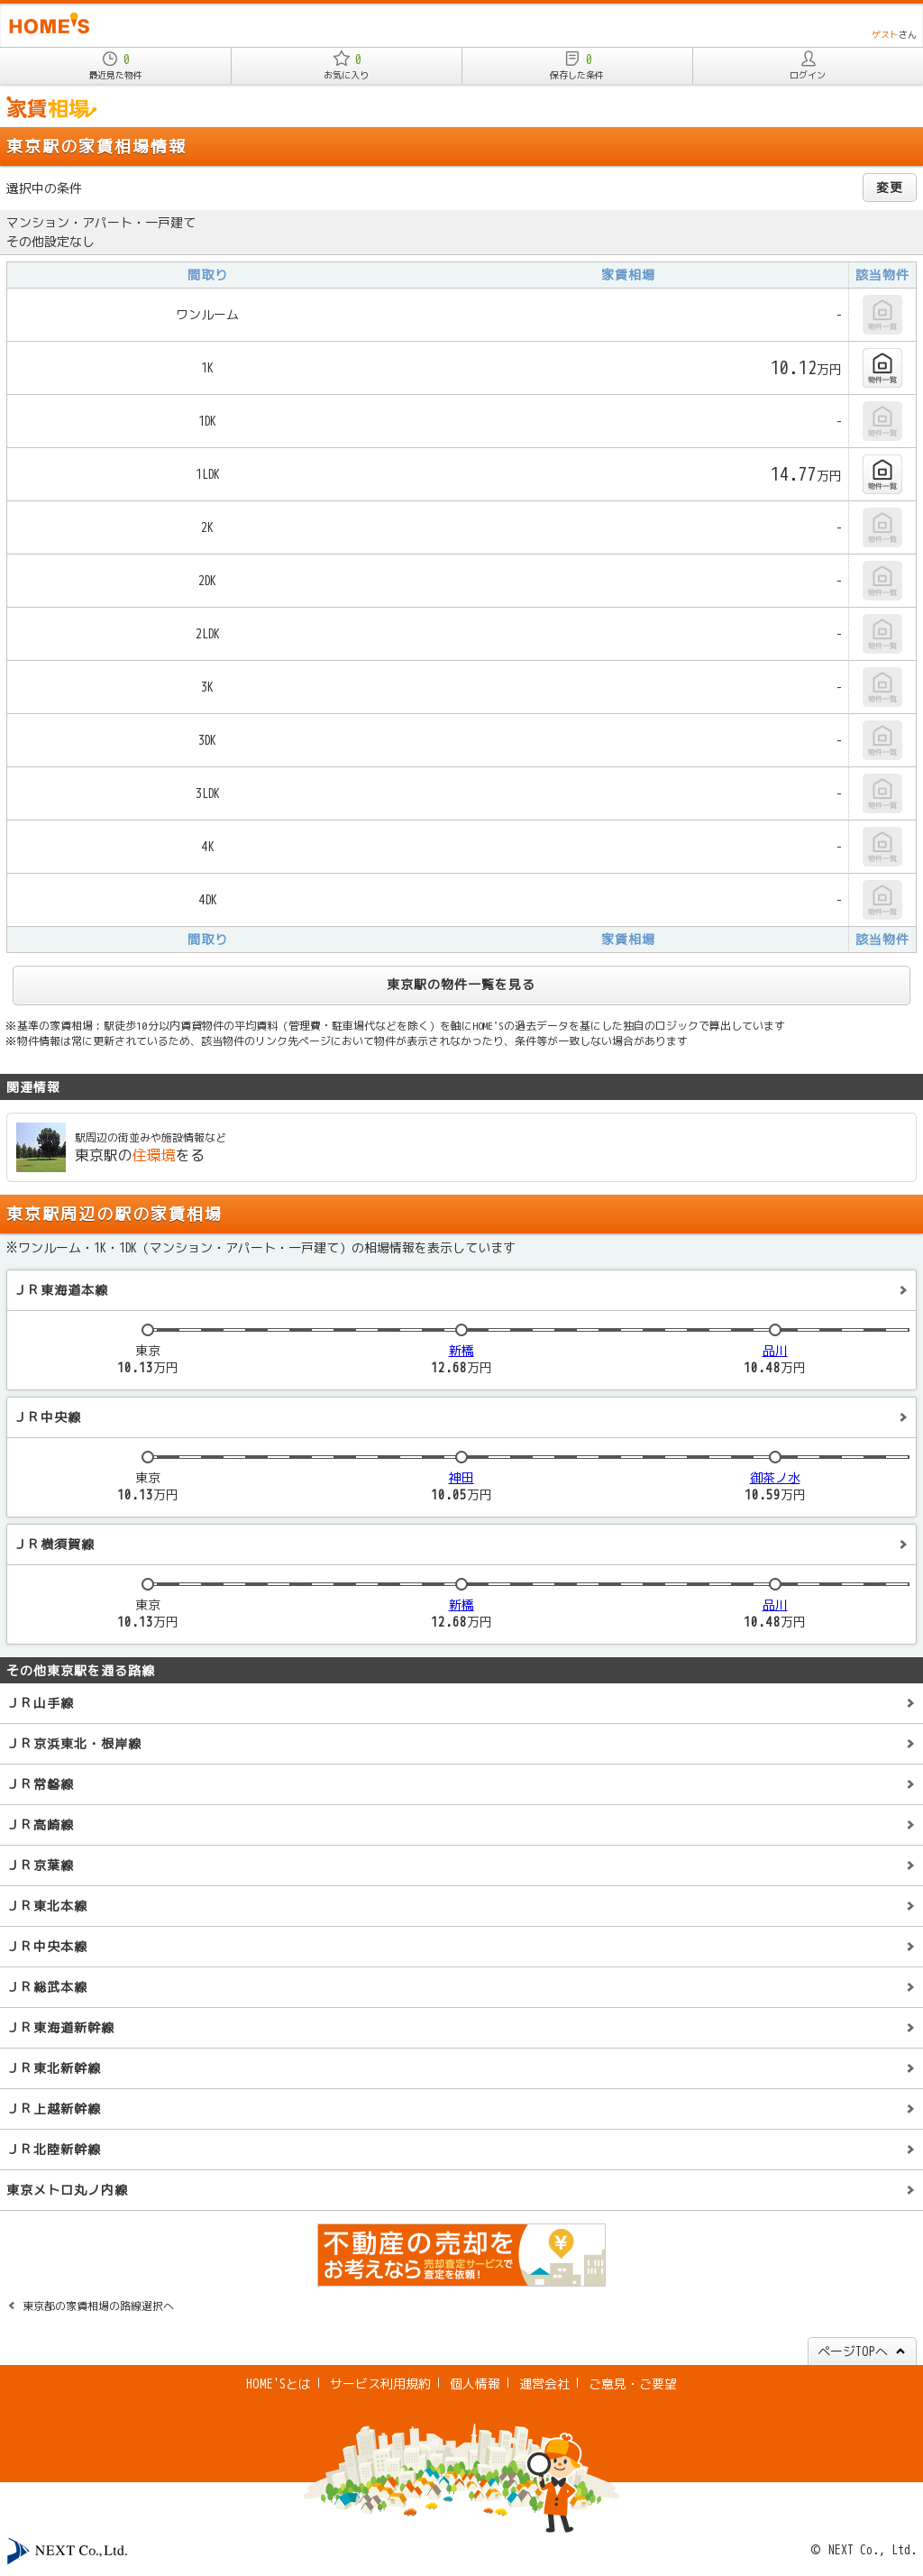 HOME'S
ゲストさん
0
最近見た物件
0
お気に入り
0
保存した条件
ログイン
家賃相場
東京駅の家賃相場情報
選択中の条件
変更
マンション・アパート・一戸建て
その他設定なし
間取り 家賃相場 該当物件
ワンルーム - 物件一覧
1K 10.12万円 物件一覧
1DK - 物件一覧
1LDK 14.77万円 物件一覧
2K - 物件一覧
2DK - 物件一覧
2LDK - 物件一覧
3K - 物件一覧
3DK - 物件一覧
3LDK - 物件一覧
4K - 物件一覧
4DK - 物件一覧
間取り 家賃相場 該当物件
東京駅の物件一覧を見る
※基準の家賃相場：駅徒歩10分以内賃貸物件の平均賃料（管理費・駐車場代などを除く）を軸にHOME'Sの過去データを基にした独自のロジックで算出しています
※物件情報は常に更新されているため、該当物件のリンク先ページにおいて物件が表示されなかったり、条件等が一致しない場合があります
関連情報
駅周辺の街並みや施設情報など
東京駅の住環境をる
東京駅周辺の駅の家賃相場
※ワンルーム・1K・1DK（マンション・アパート・一戸建て）の相場情報を表示しています
ＪＲ東海道本線
東京 新橋 品川
10.13万円 12.68万円 10.48万円
ＪＲ中央線
東京 神田 御茶ノ水
10.13万円 10.05万円 10.59万円
ＪＲ横須賀線
東京 新橋 品川
10.13万円 12.68万円 10.48万円
その他東京駅を通る路線
ＪＲ山手線
ＪＲ京浜東北・根岸線
ＪＲ常磐線
ＪＲ高崎線
ＪＲ京葉線
ＪＲ東北本線
ＪＲ中央本線
ＪＲ総武本線
ＪＲ東海道新幹線
ＪＲ東北新幹線
ＪＲ上越新幹線
ＪＲ北陸新幹線
東京メトロ丸ノ内線
不動産の売却を
お考えなら売却査定サービスで査定を依頼！
¥
東京都の家賃相場の路線選択へ
ページTOPへ
HOME'Sとは | サービス利用規約 | 個人情報 | 運営会社 | ご意見・ご要望
NEXT Co.,Ltd.
© NEXT Co., Ltd.